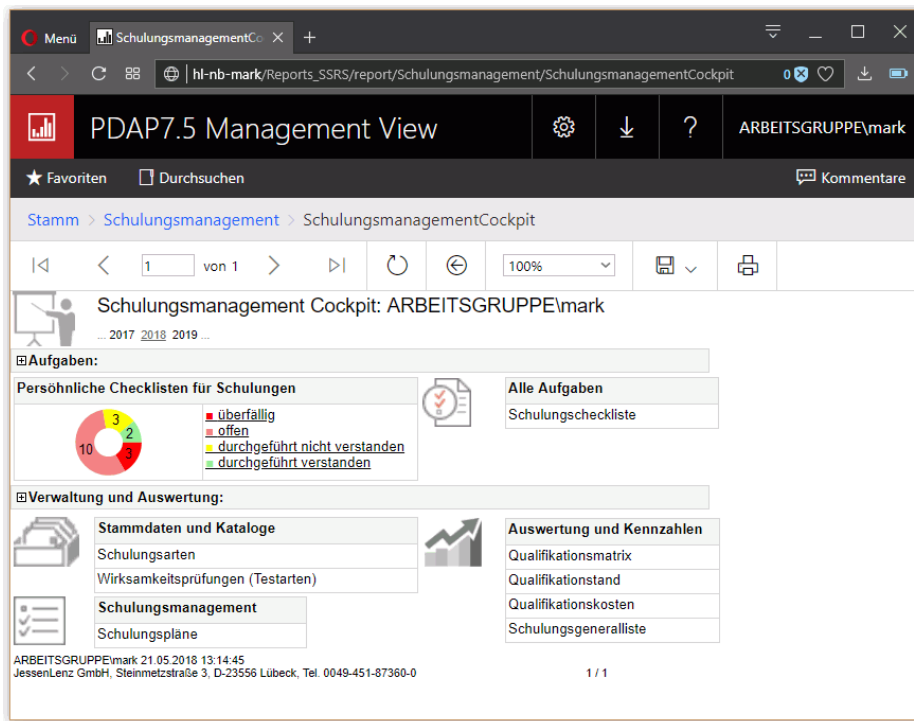 Menü
SchulungsmanagementCo
hl-nb-mark/Reports_SSRS/report/Schulungsmanagement/SchulungsmanagementCockpit
0
PDAP7.5 Management View
?
ARBEITSGRUPPE\mark
Favoriten
Durchsuchen
Kommentare
Stamm > Schulungsmanagement > SchulungsmanagementCockpit
1 von 1
100%
Schulungsmanagement Cockpit: ARBEITSGRUPPE\mark
... 2017 2018 2019 ...
Aufgaben:
Persöhnliche Checklisten für Schulungen
3
2
10
3
überfällig
offen
durchgeführt nicht verstanden
durchgeführt verstanden
Alle Aufgaben
Schulungscheckliste
Verwaltung und Auswertung:
Stammdaten und Kataloge
Schulungsarten
Wirksamkeitsprüfungen (Testarten)
Schulungsmanagement
Schulungspläne
Auswertung und Kennzahlen
Qualifikationsmatrix
Qualifikationstand
Qualifikationskosten
Schulungsgeneralliste
ARBEITSGRUPPE\mark 21.05.2018 13:14:45
JessenLenz GmbH, Steinmetzstraße 3, D-23556 Lübeck, Tel. 0049-451-87360-0
1 / 1